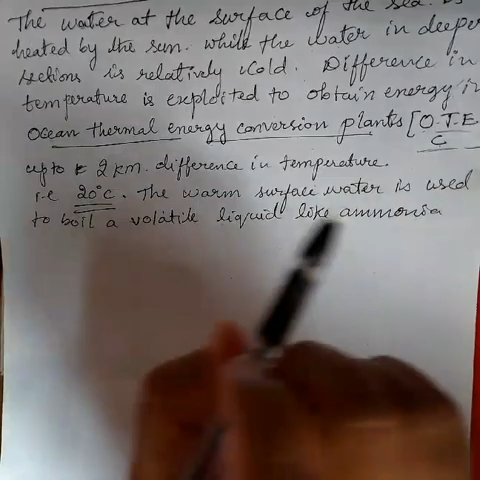 The water at the surface of the sea is
heated by the sun. while the water in deeper
sections is relatively cold. Difference in
temperature is exploited to obtain energy in
Ocean thermal energy conversion plants [O.T.E
C
upto 2 km. difference in temperature.
i.e 20°C. The warm surface water is used
to boil a volatile liquid like ammonia